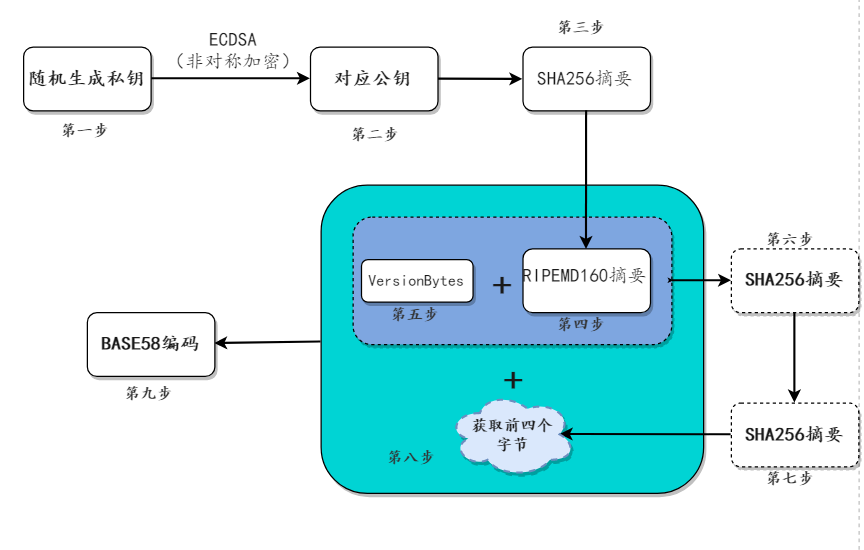 ECDSA
(非对称加密)
第三步
随机生成私钥
对应公钥
SHA256摘要
第一步
第二步
第六步
VersionBytes
+
RIPEMD160摘要
SHA256摘要
第五步
第四步
BASE58编码
第九步
+
获取前四个
字节
第八步
SHA256摘要
第七步